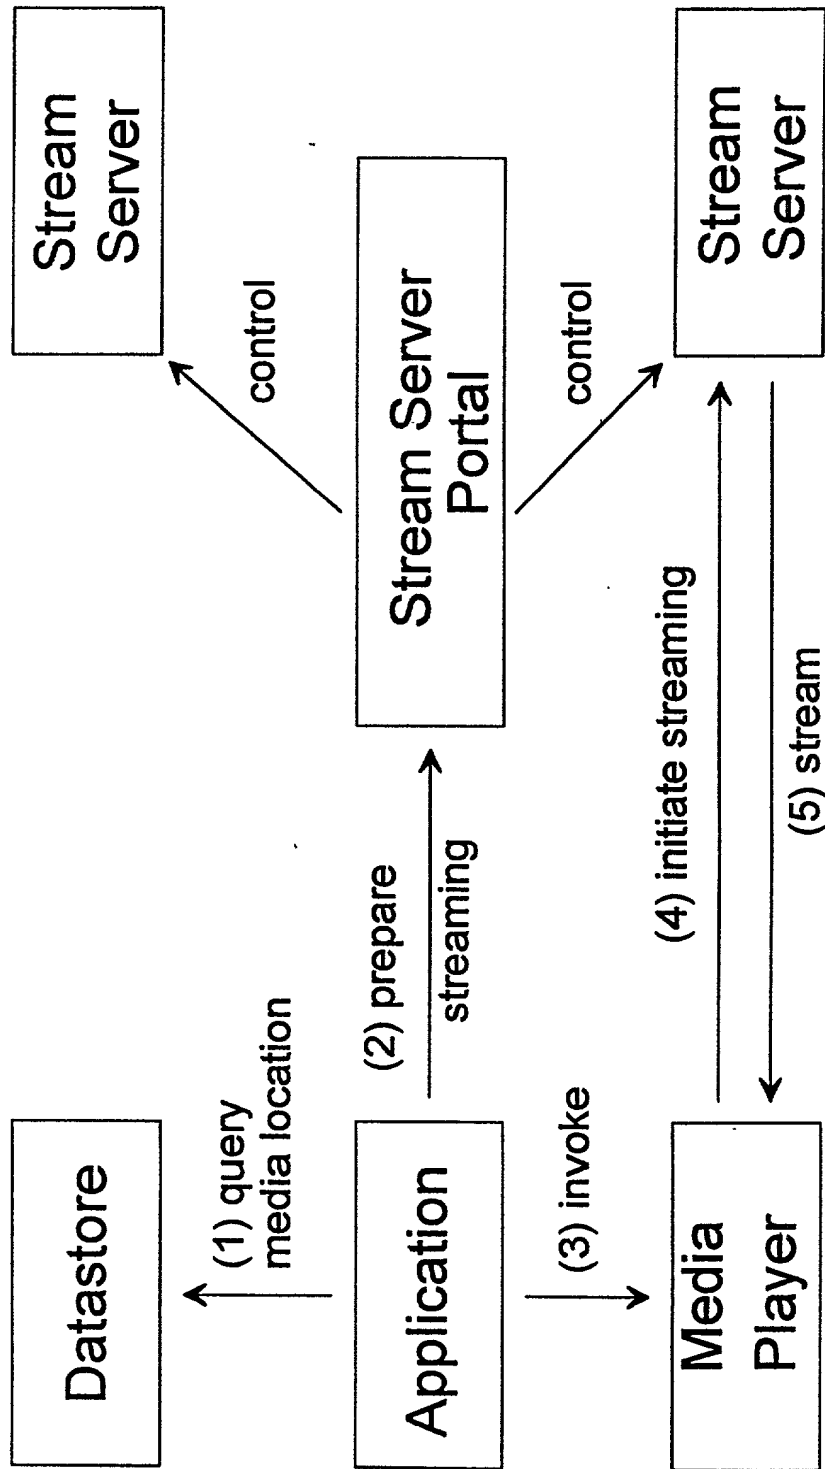 Datastore
Stream
Server
(1) query
media location
control
Application
(2) prepare
streaming
Stream Server
Portal
(3) invoke
control
Media
Player
(4) initiate streaming
(5) stream
Stream
Server